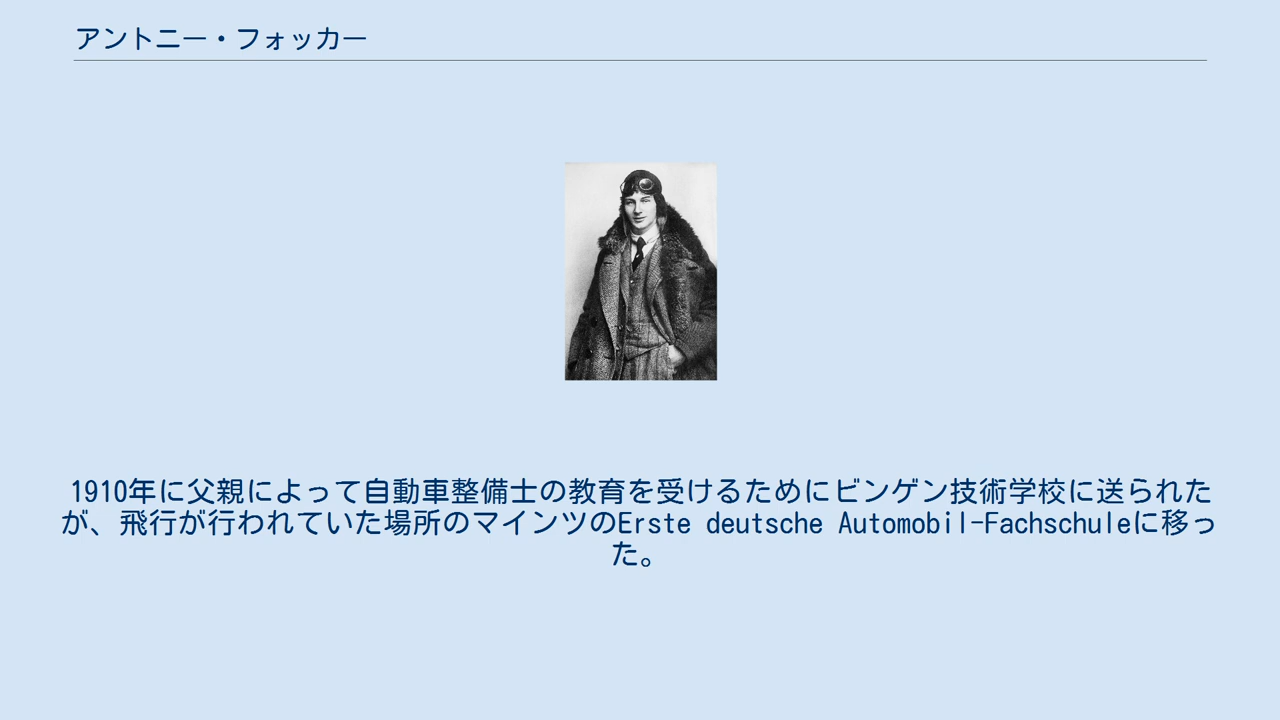 アントニー・フォッカー
1910年に父親によって自動車整備士の教育を受けるためにビンゲン技術学校に送られた
が、飛行が行われていた場所のマインツのErste deutsche Automobil-Fachschuleに移っ
た。